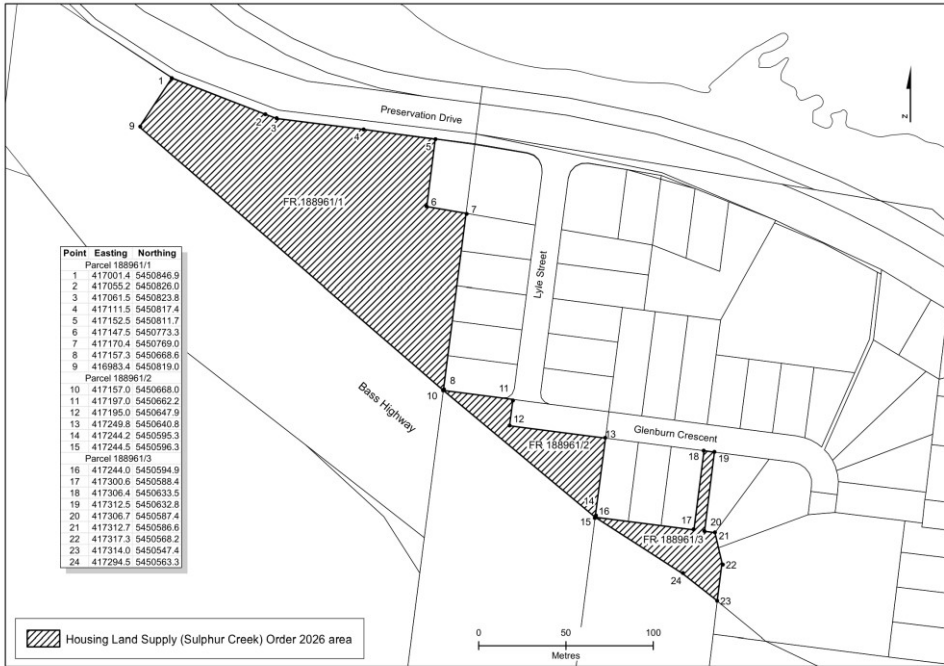 Preservation Drive
1
2
3
4
5
9
FR 188961/1
6
7
Lyle Street
Point Easting Northing
Parcel 188961/1
1 417001.4 5450846.9
2 417055.2 5450826.0
3 417061.5 5450823.8
4 417111.5 5450817.4
5 417152.5 5450811.7
6 417147.5 5450773.3
7 417170.4 5450769.0
8 417157.3 5450668.6
9 416983.4 5450819.0
Parcel 188961/2
10 417157.0 5450668.0
11 417197.0 5450662.2
12 417195.0 5450647.9
13 417249.8 5450640.8
14 417244.2 5450595.3
15 417244.5 5450596.3
Parcel 188961/3
16 417244.0 5450594.9
17 417300.6 5450588.4
18 417306.4 5450633.5
19 417312.5 5450632.8
20 417306.7 5450587.4
21 417312.7 5450586.6
22 417317.3 5450568.2
23 417314.0 5450547.4
24 417294.5 5450563.3
Z
8
10
11
Bass Highway
12
13
Glenburn Crescent
FR 188961/2
18
19
14
16
15
17
20
21
FR 188961/3
22
24
23
Housing Land Supply (Sulphur Creek) Order 2026 area
0 50 100
Metres